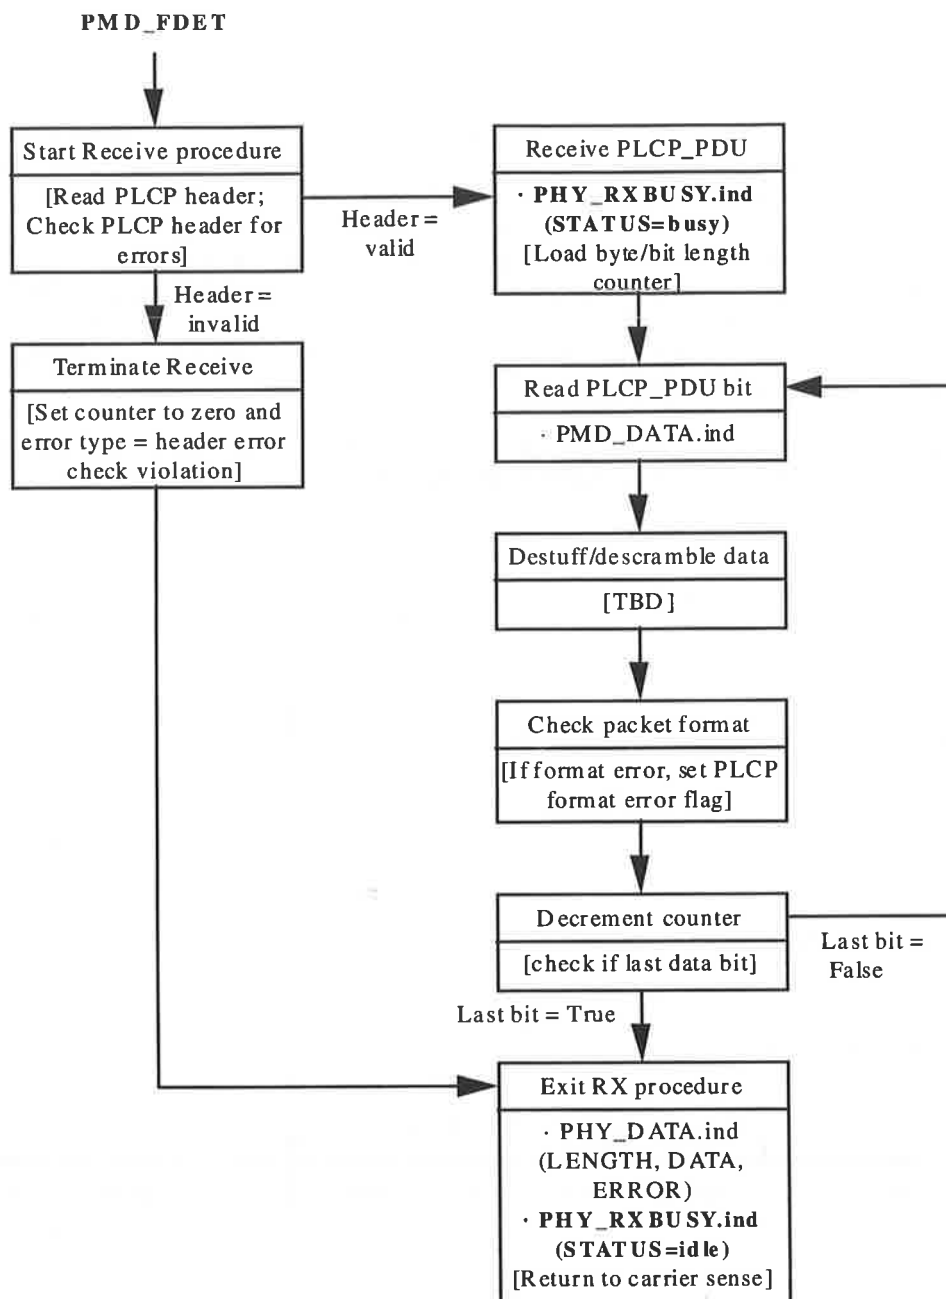 PMD_FDET
Start Receive procedure
[Read PLCP header;
Check PLCP header for
errors]
Header =
valid
Header =
invalid
Terminate Receive
[Set counter to zero and
error type = header error
check violation]
Receive PLCP_PDU
· PHY_RXBUSY.ind
(STATUS=busy)
[Load byte/bit length
counter]
Read PLCP_PDU bit
· PMD_DATA.ind
Destuff/descramble data
[TBD]
Check packet format
[If format error, set PLCP
format error flag]
Decrement counter
[check if last data bit]
Last bit =
False
Last bit = True
Exit RX procedure
· PHY_DATA.ind
(LENGTH, DATA,
ERROR)
· PHY_RXBUSY.ind
(STATUS=idle)
[Return to carrier sense]